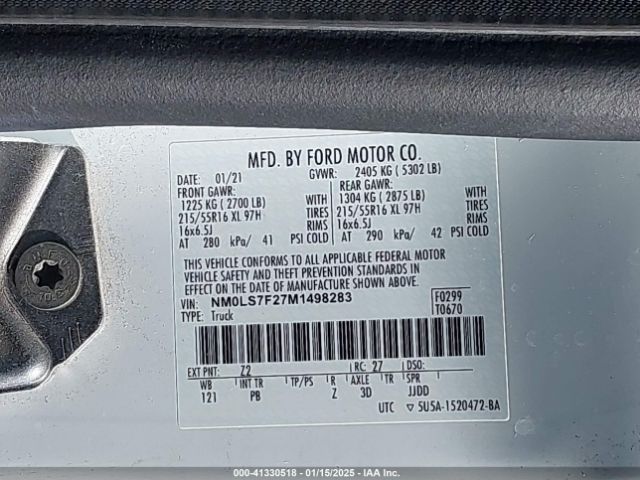 MFD. BY FORD MOTOR CO.
DATE: 01/21 GVWR: 2405 KG ( 5302 LB)
FRONT GAWR: REAR GAWR:
1225 KG ( 2700 LB) WITH 1304 KG ( 2875 LB) WITH
215/55R16 XL 97H TIRES 215/55R16 XL 97H TIRES
16x6.5J RIMS 16x6.5J RIMS
AT 280 kPa/ 41 PSI COLD AT 290 kPa/ 42 PSI COLD
THIS VEHICLE CONFORMS TO ALL APPLICABLE FEDERAL MOTOR
VEHICLE SAFETY AND THEFT PREVENTION STANDARDS IN
EFFECT ON THE DATE OF MANUFACTURE SHOWN ABOVE.
VIN: NM0LS7F27M1498283 F0299
TYPE: Truck T0670
EXT PNT: Z2 RC: 27 DSO:
WB INT TR TP/PS R AXLE TR SPR
121 PB Z 3D JJDD
UTC 5U5A-1520472-BA
000-41330518 - 01/15/2025 - IAA Inc.